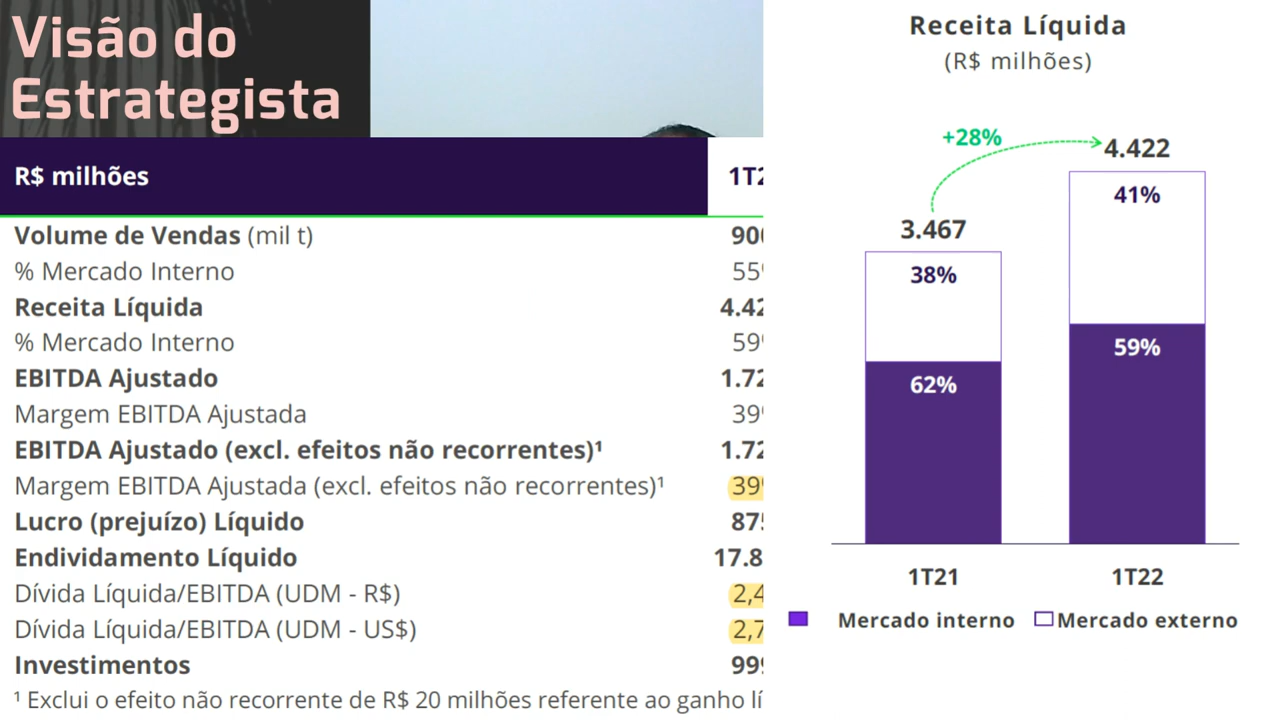 Visão do
Estrategista
R$ milhões
Volume de Vendas (mil t)
% Mercado Interno
Receita Líquida
% Mercado Interno
EBITDA Ajustado
Margem EBITDA Ajustada
EBITDA Ajustado (excl. efeitos não recorrentes)¹
Margem EBITDA Ajustada (excl. efeitos não recorrentes)¹
Lucro (prejuízo) Líquido
Endividamento Líquido
Dívida Líquida/EBITDA (UDM - R$)
Dívida Líquida/EBITDA (UDM - US$)
Investimentos
¹ Exclui o efeito não recorrente de R$ 20 milhões referente ao ganho
Receita Líquida
(R$ milhões)
+28%
4.422
41%
3.467
38%
59%
62%
1T21 1T22
Mercado interno Mercado externo